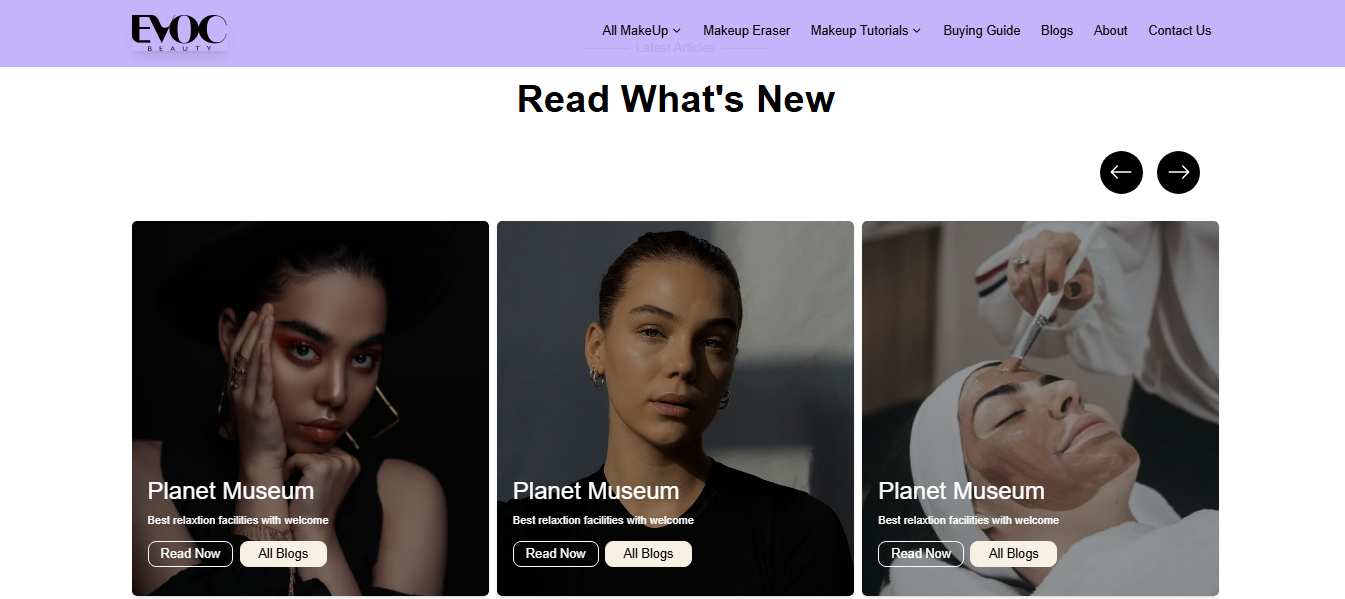 EVOC
BEAUTY
All MakeUp Makeup Eraser Makeup Tutorials Buying Guide Blogs About Contact Us
Latest Articles
Read What's New
Planet Museum
Best relaxtion facilities with welcome
Read Now All Blogs
Planet Museum
Best relaxtion facilities with welcome
Read Now All Blogs
Planet Museum
Best relaxtion facilities with welcome
Read Now All Blogs